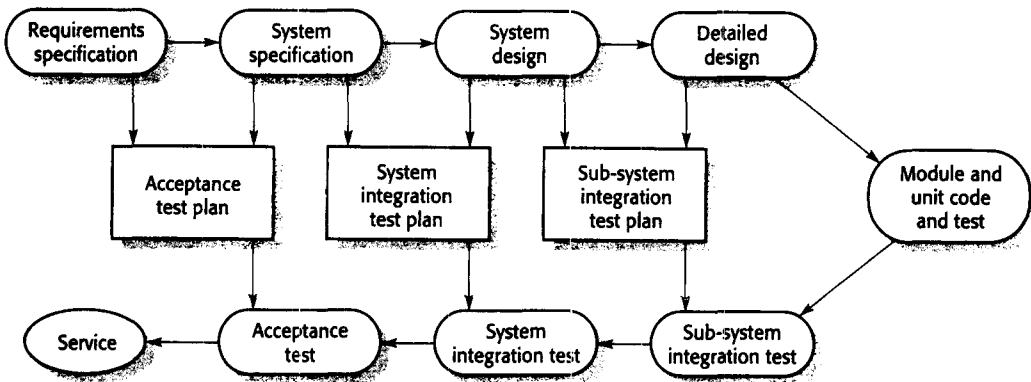 Requirements
specification
System
specification
System
design
Detailed
design
Acceptance
test plan
System
integration
test plan
Sub-system
integration
test plan
Module and
unit code
and test
Service
Acceptance
test
System
integration test
Sub-system
integration test